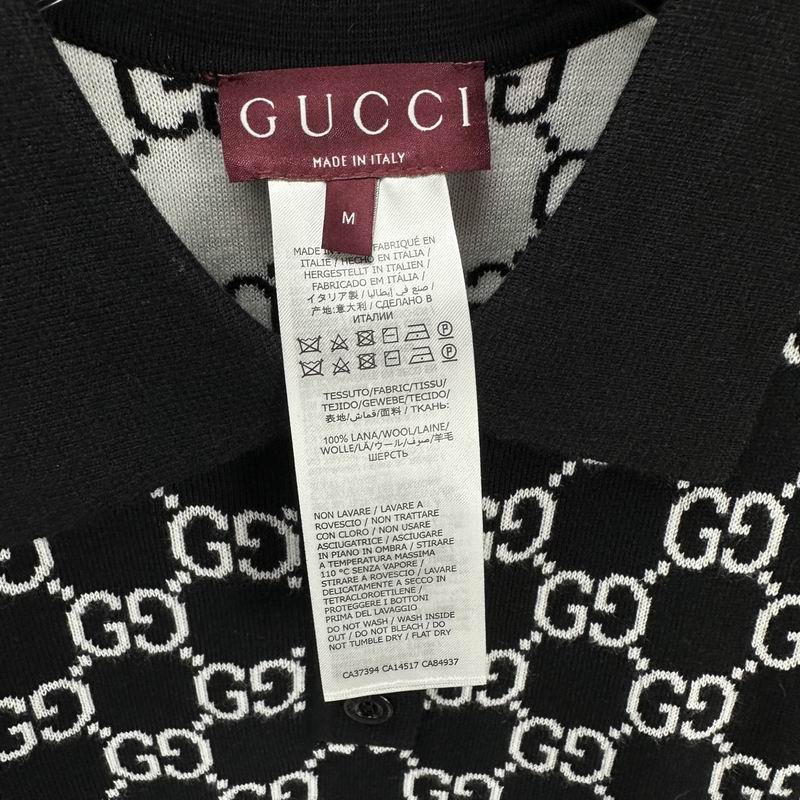 GUCCI
MADE IN ITALY
M
MADE IN FABRIQUÉ EN
ITALIE / HECHO EN ITALIA /
HERGESTELLT IN ITALIEN /
FABRICADO EM ITÁLIA /
イタリア製 / صنع في إيطاليا /
产地:意大利 / СДЕЛАНО В
ИТАЛИИ
TESSUTO/FABRIC/TISSU/
TEJIDO/GEWEBE/TECIDO/
表地/قماش/面料 / ТКАНЬ:
100% LANA/WOOL/LAINE/
WOLLE/LÃ/ウール/صوف/羊毛
ШЕРСТЬ
NON LAVARE / LAVARE A
ROVESCIO / NON TRATTARE
CON CLORO / NON USARE
ASCIUGATRICE / ASCIUGARE
IN PIANO IN OMBRA / STIRARE
A TEMPERATURA MASSIMA
110 °C SENZA VAPORE /
STIRARE A ROVESCIO / LAVARE
DELICATAMENTE A SECCO IN
TETRACLOROETILENE /
PROTEGGERE I BOTTONI
PRIMA DEL LAVAGGIO
DO NOT WASH / WASH INSIDE
OUT / DO NOT BLEACH / DO
NOT TUMBLE DRY / FLAT DRY
CA37394 CA14517 CA84937